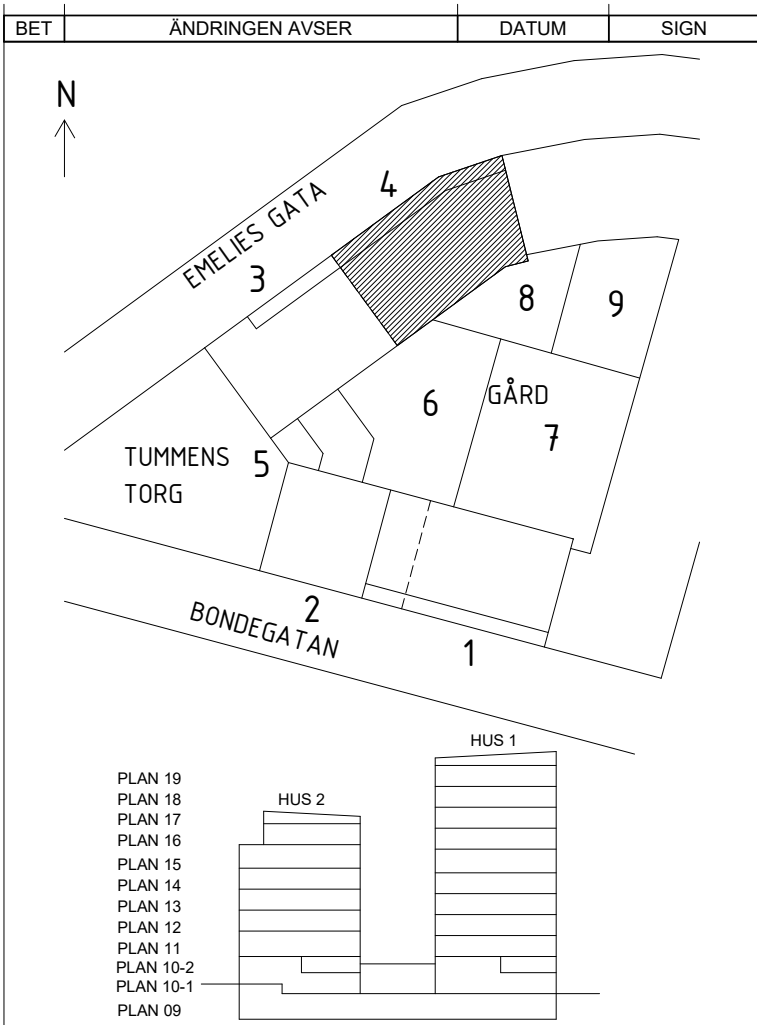 BET ÄNDRINGEN AVSER DATUM SIGN
N
4
EMELIES GATA
3
8
9
6
GÅRD
7
TUMMENS
TORG
5
2
BONDEGATAN
1
HUS 1
PLAN 19
PLAN 18
HUS 2
PLAN 17
PLAN 16
PLAN 15
PLAN 14
PLAN 13
PLAN 12
PLAN 11
PLAN 10-2
PLAN 10-1
PLAN 09